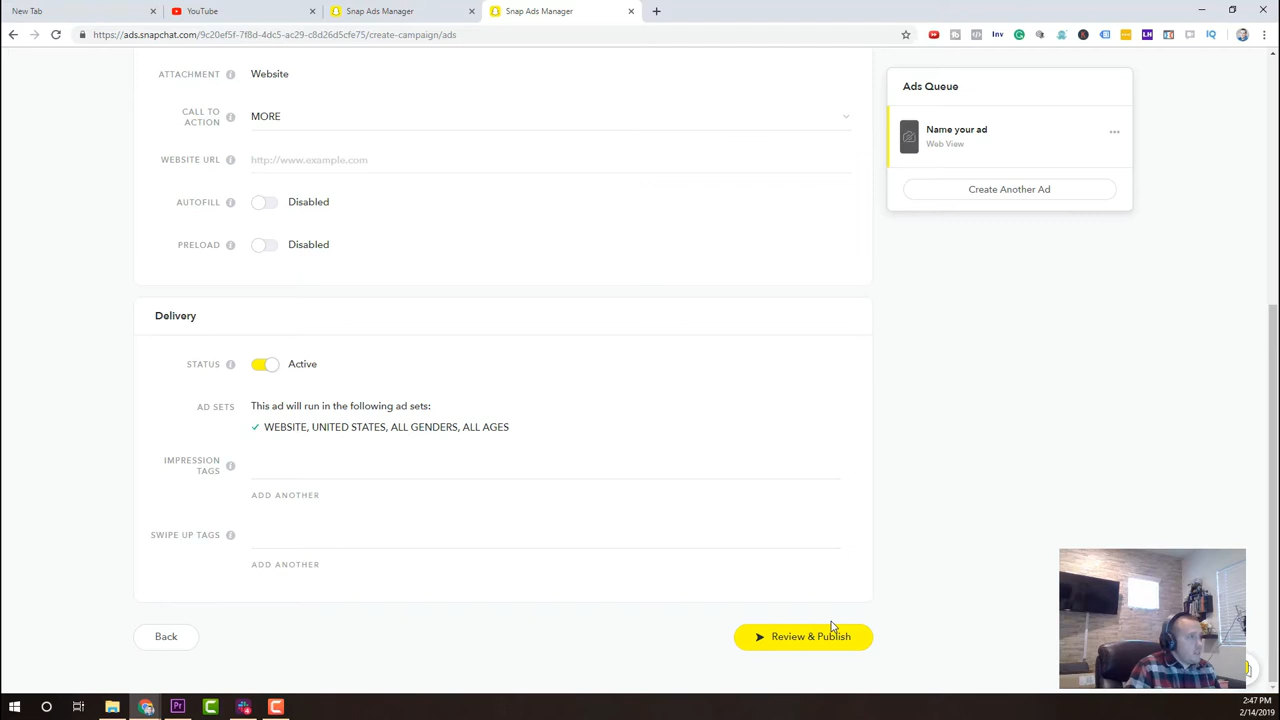 New Tab
YouTube
Snap Ads Manager
Snap Ads Manager
https://ads.snapchat.com/9c20ef5f-7f8d-4dc5-ac29-c8d26d5cfe75/create-campaign/ads
Inv
LH
IQ
ATTACHMENT
Website
CALL TO
ACTION
MORE
WEBSITE URL
http://www.example.com
AUTOFILL
Disabled
PRELOAD
Disabled
Delivery
STATUS
Active
AD SETS
This ad will run in the following ad sets:
WEBSITE, UNITED STATES, ALL GENDERS, ALL AGES
IMPRESSION
TAGS
ADD ANOTHER
SWIPE UP TAGS
ADD ANOTHER
Back
Review & Publish
Ads Queue
Name your ad
Web View
Create Another Ad
2:47 PM
2/14/2019